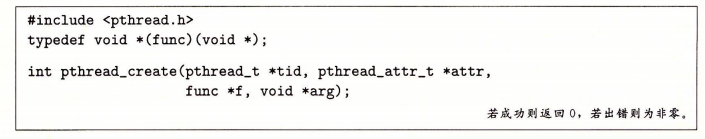 #include <pthread.h>
typedef void *(func)(void *);
int pthread_create(pthread_t *tid, pthread_attr_t *attr,
func *f, void *arg);
若成功则返回 0，若出错则为非零。